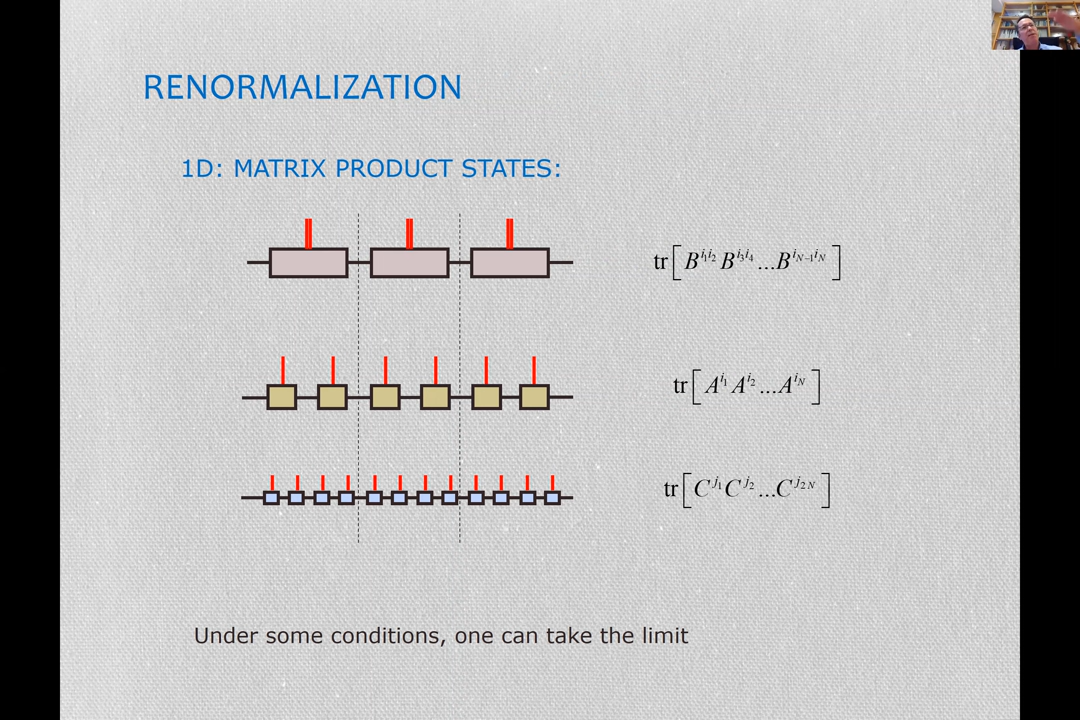 RENORMALIZATION
1D: MATRIX PRODUCT STATES:
tr[B^{i_1 i_2} B^{i_3 i_4} ... B^{i_{N-1} i_N}]
tr[A^{i_1} A^{i_2} ... A^{i_N}]
tr[C^{j_1} C^{j_2} ... C^{j_{2N}}]
Under some conditions, one can take the limit